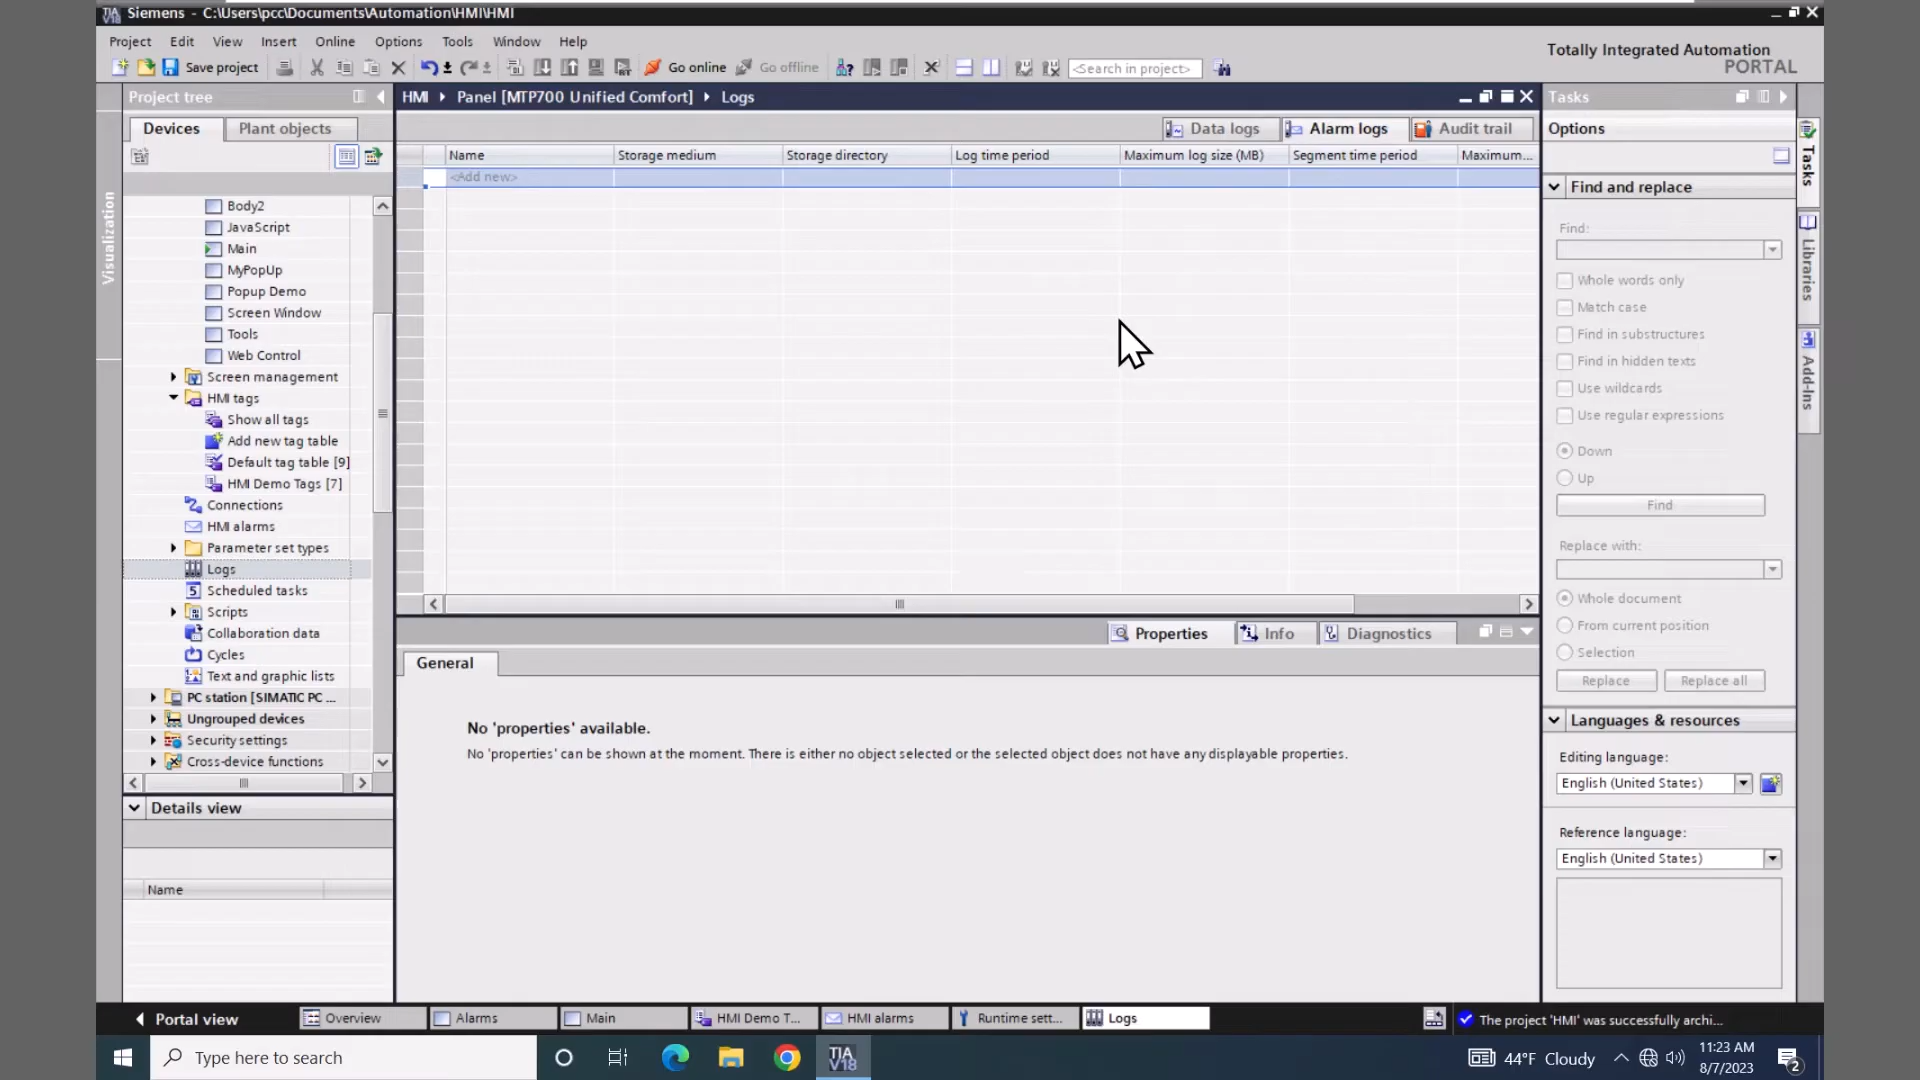 Siemens - C:\Users\pcc\Documents\Automation\HMI\HMI
Project Edit View Insert Online Options Tools Window Help
Totally Integrated Automation
PORTAL
Save project
Go online
Go offline
<Search in project>
Project tree
HMI
Panel [MTP700 Unified Comfort]
Logs
Tasks
Devices
Plant objects
Data logs
Alarm logs
Audit trail
Options
Name
Storage medium
Storage directory
Log time period
Maximum log size (MB)
Segment time period
Maximum...
<Add new>
Visualization
Body2
JavaScript
Main
MyPopUp
Popup Demo
Screen Window
Tools
Web Control
Screen management
HMI tags
Show all tags
Add new tag table
Default tag table [9]
HMI Demo Tags [7]
Connections
HMI alarms
Parameter set types
Logs
Scheduled tasks
Scripts
Collaboration data
Cycles
Text and graphic lists
PC station [SIMATIC PC ...
Ungrouped devices
Security settings
Cross-device functions
Details view
Name
Properties
Info
Diagnostics
General
No 'properties' available.
No 'properties' can be shown at the moment. There is either no object selected or the selected object does not have any displayable properties.
Find and replace
Find:
Whole words only
Match case
Find in substructures
Find in hidden texts
Use wildcards
Use regular expressions
Down
Up
Find
Replace with:
Whole document
From current position
Selection
Replace
Replace all
Languages & resources
Editing language:
English (United States)
Reference language:
English (United States)
Tasks
Libraries
Add-Ins
Portal view
Overview
Alarms
Main
HMI Demo T...
HMI alarms
Runtime sett...
Logs
The project 'HMI' was successfully archi...
Type here to search
TIA
V18
44°F Cloudy
11:23 AM
8/7/2023
2